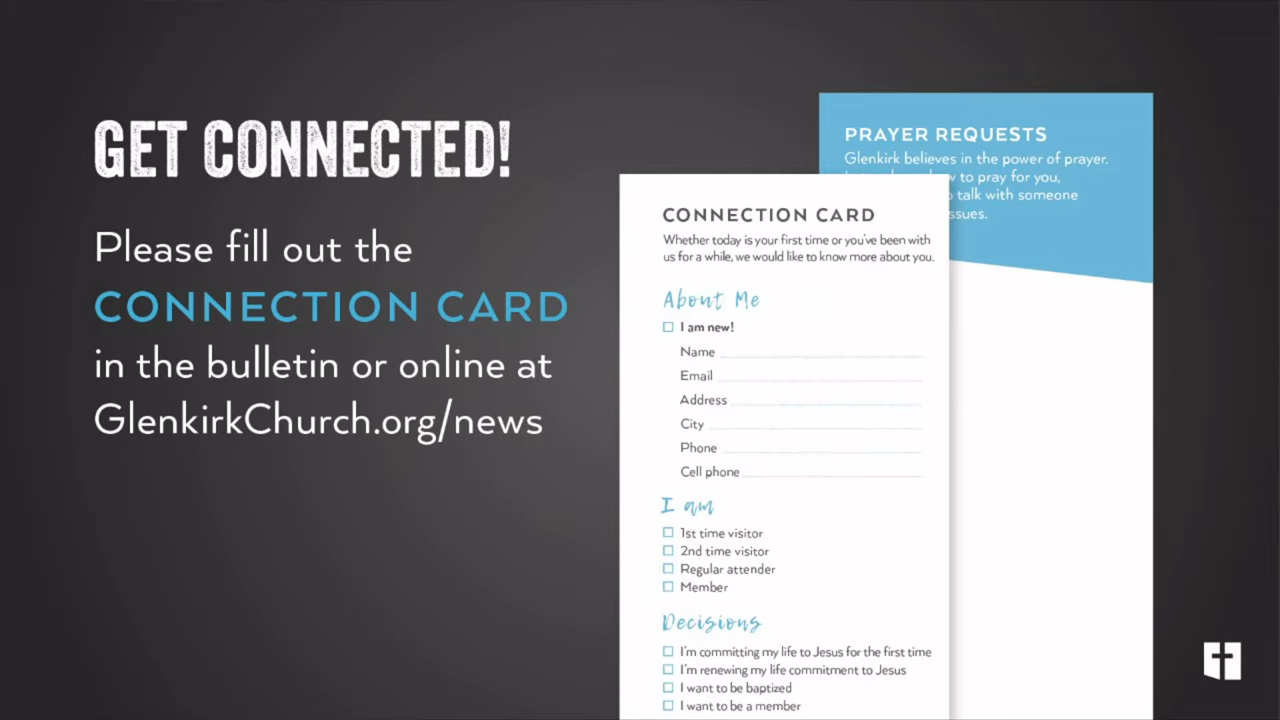 GET CONNECTED!
Please fill out the
CONNECTION CARD
in the bulletin or online at
GlenkirkChurch.org/news
PRAYER REQUESTS
Glenkirk believes in the power of prayer.
to pray for you,
talk with someone
CONNECTION CARD
Whether today is your first time or you've been with
us for a while, we would like to know more about you.
About Me
I am new!
Name
Email
Address
City
Phone
Cell phone
I am
1st time visitor
2nd time visitor
Regular attender
Member
Decisions
I'm committing my life to Jesus for the first time
I'm renewing my life commitment to Jesus
I want to be baptized
I want to be a member